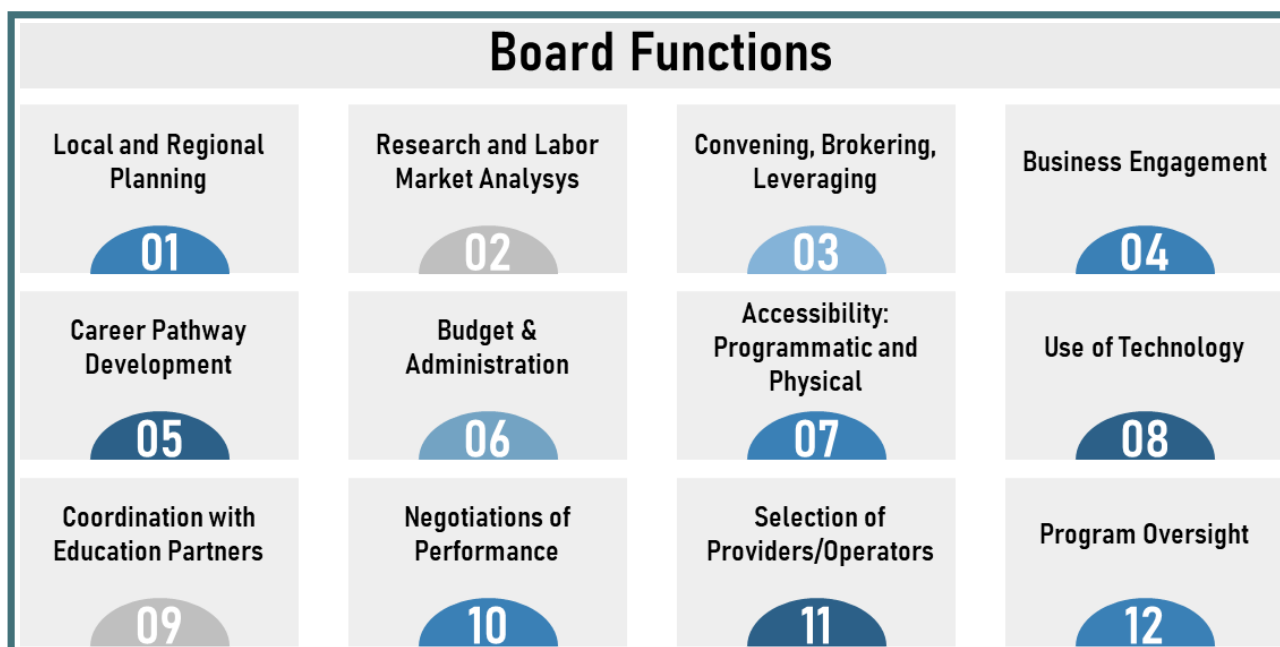 Board Functions
Local and Regional
Planning
01
Research and Labor
Market Analysys
02
Convening, Brokering,
Leveraging
03
Business Engagement
04
Career Pathway
Development
05
Budget &
Administration
06
Accessibility:
Programmatic and
Physical
07
Use of Technology
08
Coordination with
Education Partners
09
Negotiations of
Performance
10
Selection of
Providers/Operators
11
Program Oversight
12